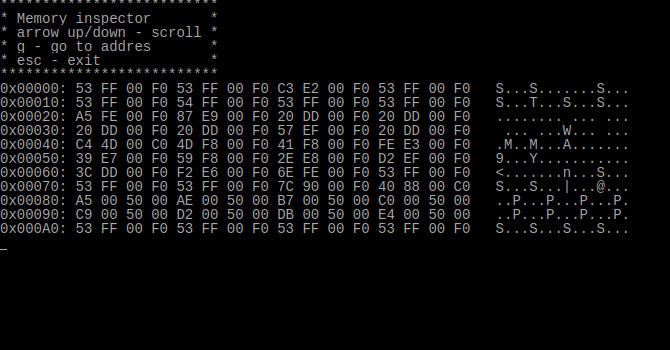 **************************
* Memory inspector       *
* arrow up/down - scroll *
* g - go to addres       *
* esc - exit             *
**************************
0x00000: 53 FF 00 F0 53 FF 00 F0 C3 E2 00 F0 53 FF 00 F0   S...S.......S...
0x00010: 53 FF 00 F0 54 FF 00 F0 53 FF 00 F0 53 FF 00 F0   S...T...S...S...
0x00020: A5 FE 00 F0 87 E9 00 F0 20 DD 00 F0 20 DD 00 F0   ........ ... ...
0x00030: 20 DD 00 F0 20 DD 00 F0 57 EF 00 F0 20 DD 00 F0    ... ...W... ...
0x00040: C4 4D 00 C0 4D F8 00 F0 41 F8 00 F0 FE E3 00 F0   .M..M...A.......
0x00050: 39 E7 00 F0 59 F8 00 F0 2E E8 00 F0 D2 EF 00 F0   9...Y...........
0x00060: 3C DD 00 F0 F2 E6 00 F0 6E FE 00 F0 53 FF 00 F0   <.......n...S...
0x00070: 53 FF 00 F0 53 FF 00 F0 7C 90 00 F0 40 88 00 C0   S...S...|...@...
0x00080: A5 00 50 00 AE 00 50 00 B7 00 50 00 C0 00 50 00   ..P...P...P...P.
0x00090: C9 00 50 00 D2 00 50 00 DB 00 50 00 E4 00 50 00   ..P...P...P...P.
0x000A0: 53 FF 00 F0 53 FF 00 F0 53 FF 00 F0 53 FF 00 F0   S...S...S...S...
_